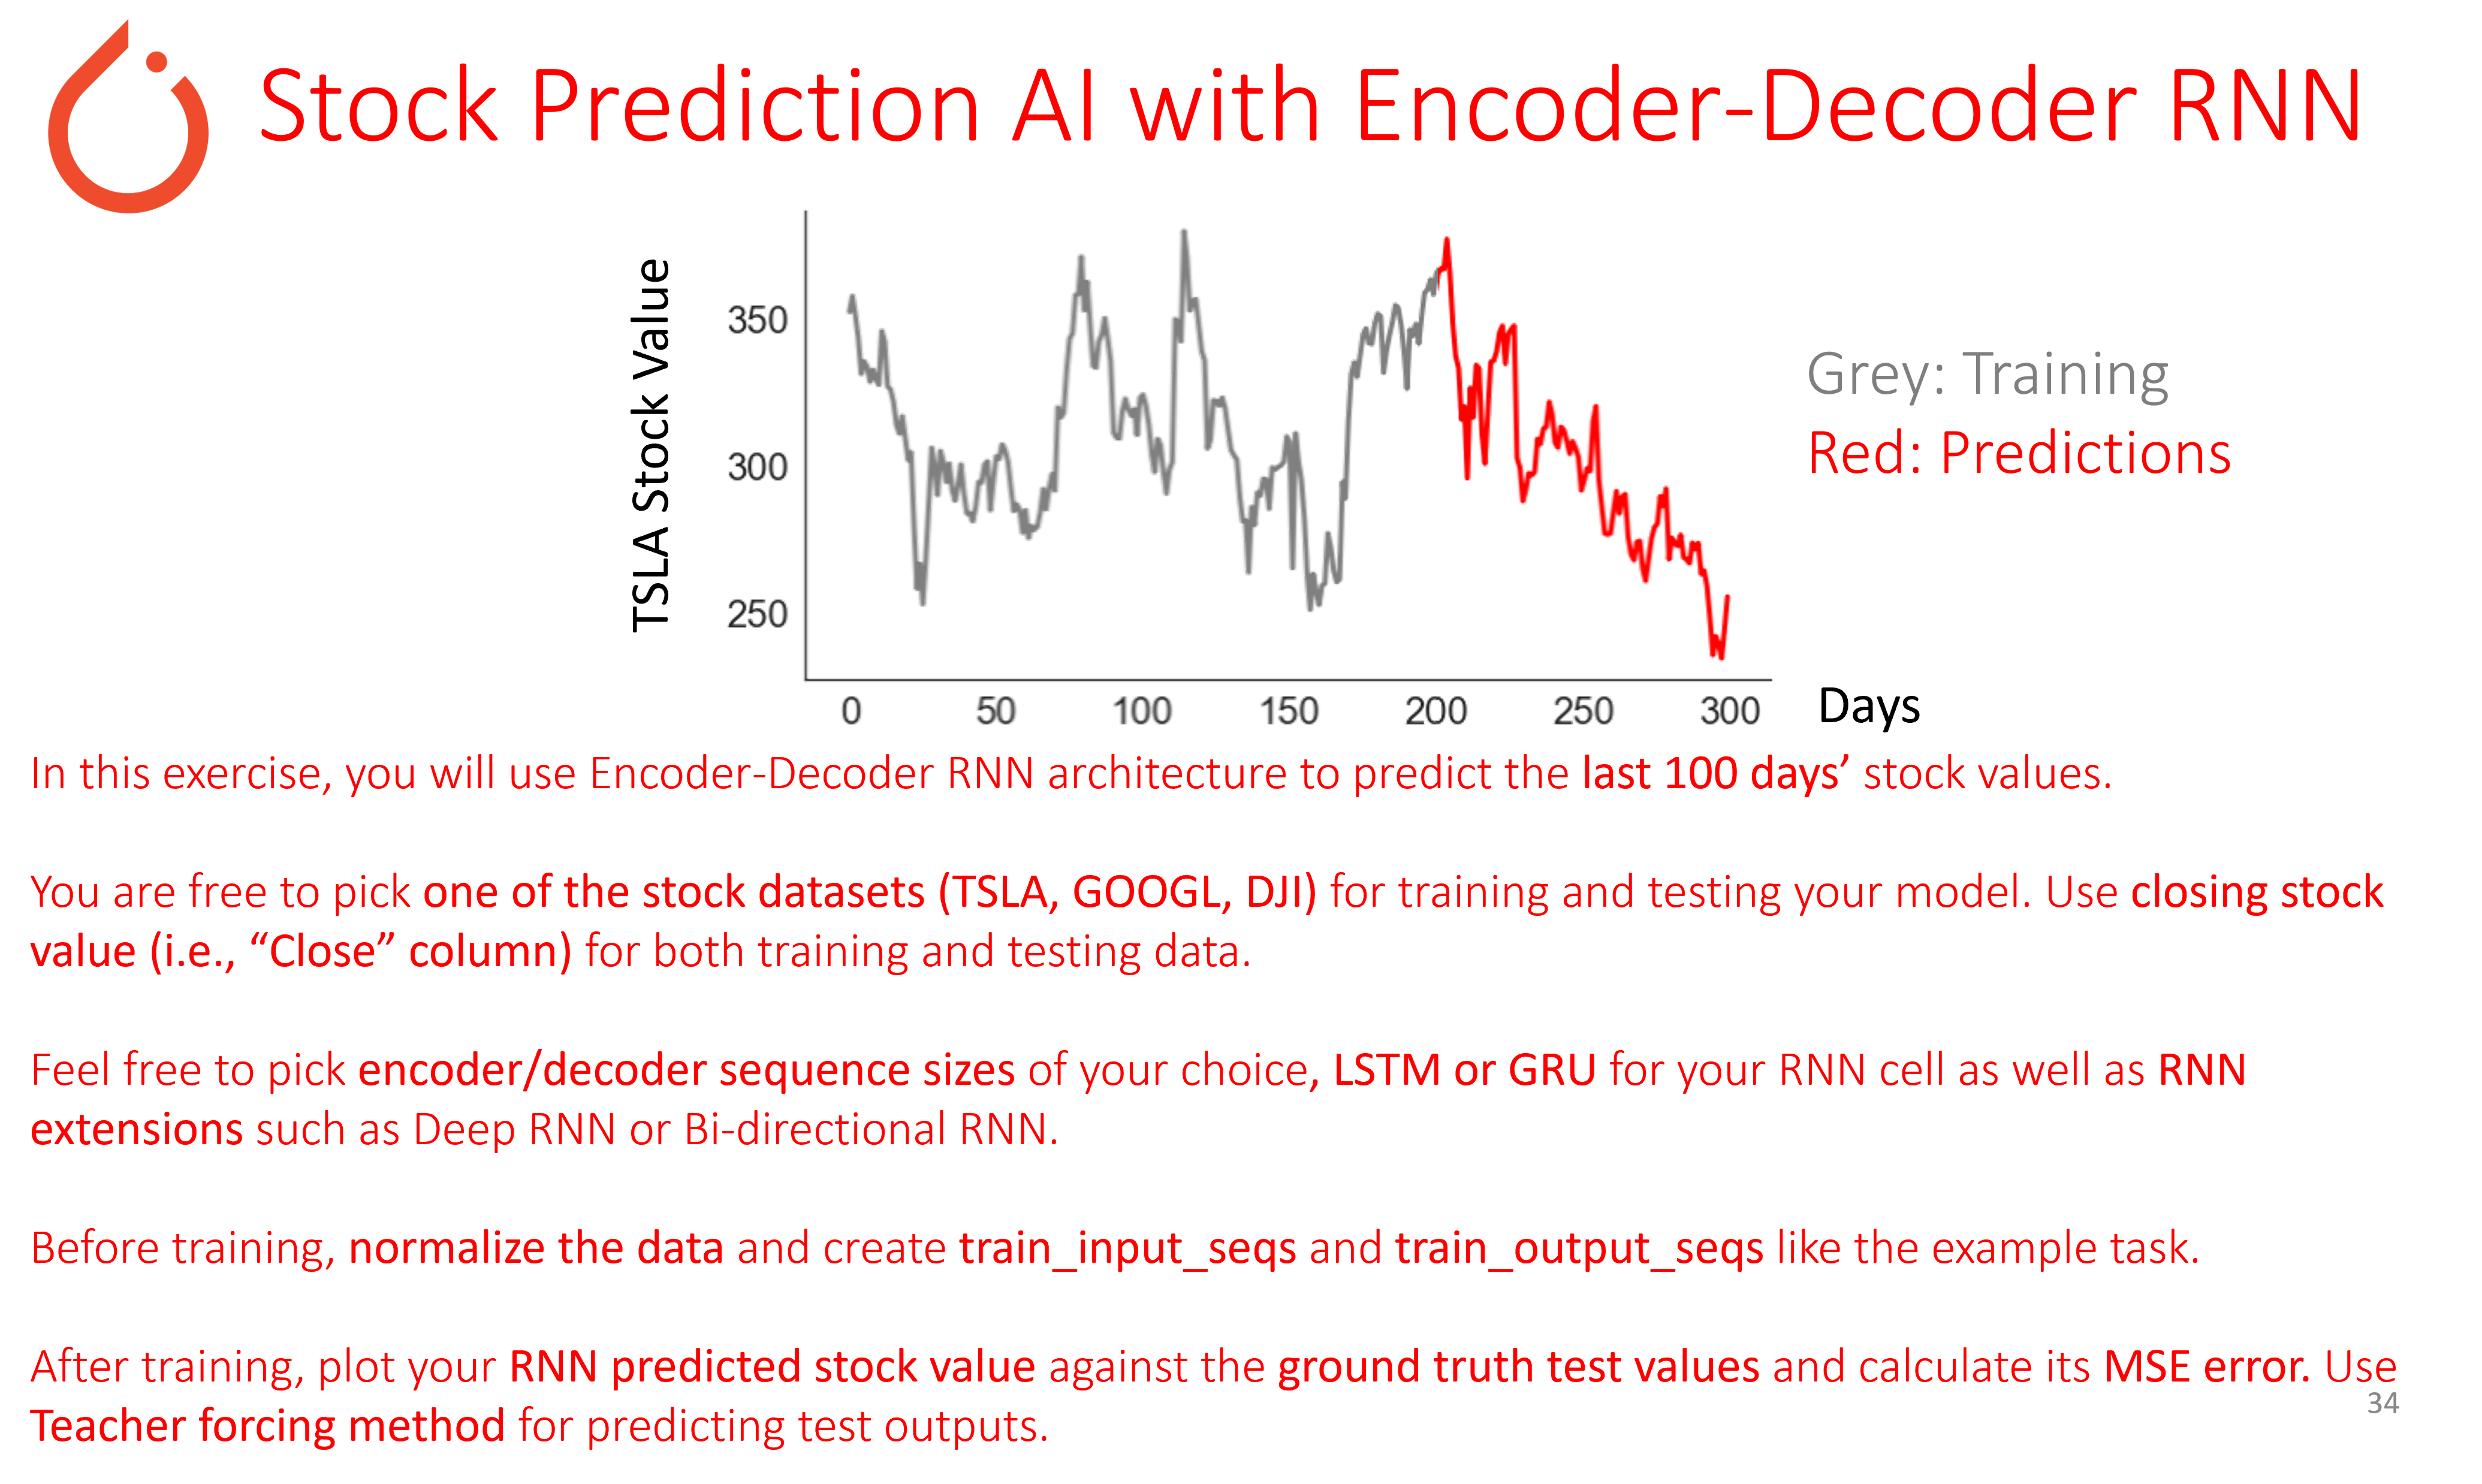 Stock Prediction AI with Encoder-Decoder RNN
TSLA Stock Value
350
300
250
0 50 100 150 200 250 300
Days
Grey: Training
Red: Predictions
In this exercise, you will use Encoder-Decoder RNN architecture to predict the last 100 days’ stock values.
You are free to pick one of the stock datasets (TSLA, GOOGL, DJI) for training and testing your model. Use closing stock
value (i.e., “Close” column) for both training and testing data.
Feel free to pick encoder/decoder sequence sizes of your choice, LSTM or GRU for your RNN cell as well as RNN
extensions such as Deep RNN or Bi-directional RNN.
Before training, normalize the data and create train_input_seqs and train_output_seqs like the example task.
After training, plot your RNN predicted stock value against the ground truth test values and calculate its MSE error. Use
Teacher forcing method for predicting test outputs.
34